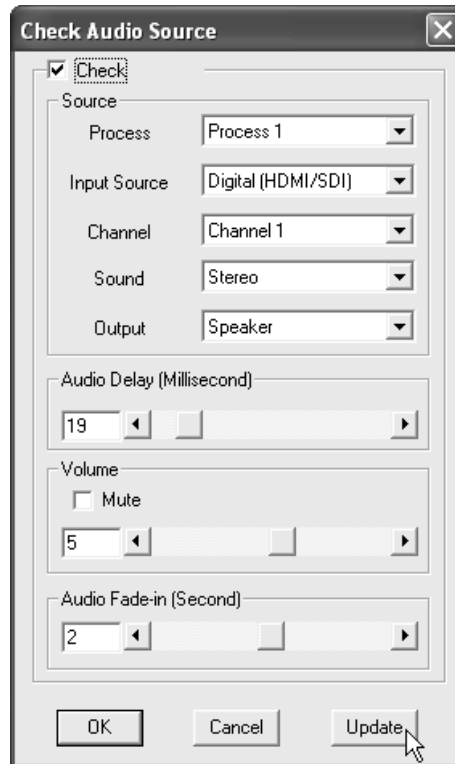 Check Audio Source
Check
Source
Process Process 1
Input Source Digital (HDMI/SDI)
Channel Channel 1
Sound Stereo
Output Speaker
Audio Delay (Millisecond)
19
Volume
Mute
5
Audio Fade-in (Second)
2
OK Cancel Update